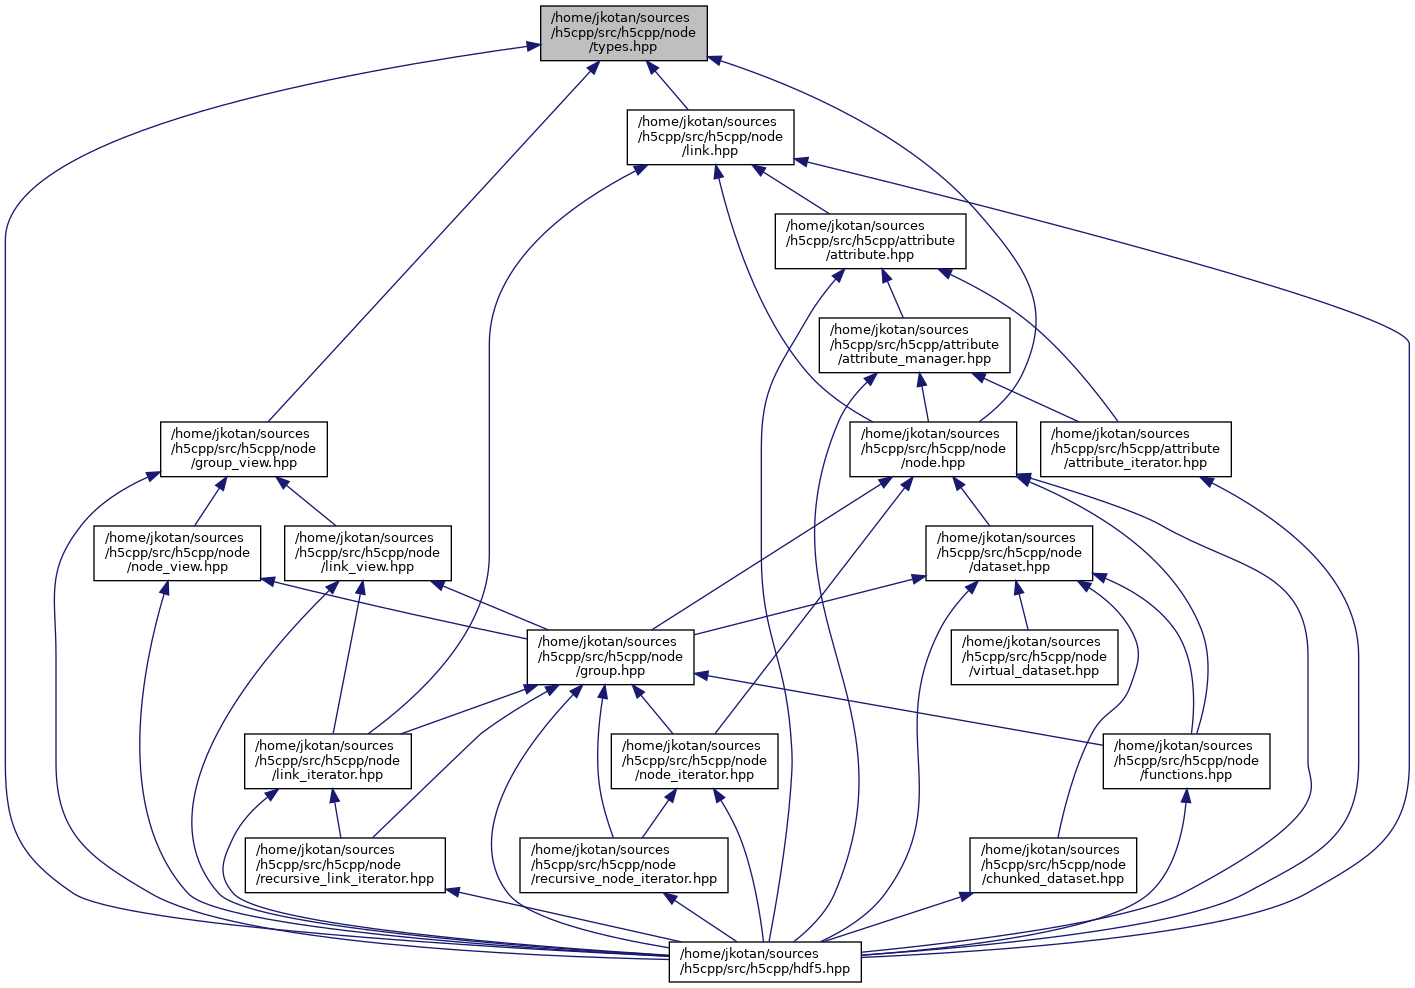 /home/jkotan/sources
/h5cpp/src/h5cpp/node
/types.hpp
/home/jkotan/sources
/h5cpp/src/h5cpp/node
/link.hpp
/home/jkotan/sources
/h5cpp/src/h5cpp/attribute
/attribute.hpp
/home/jkotan/sources
/h5cpp/src/h5cpp/attribute
/attribute_manager.hpp
/home/jkotan/sources
/h5cpp/src/h5cpp/node
/group_view.hpp
/home/jkotan/sources
/h5cpp/src/h5cpp/node
/node.hpp
/home/jkotan/sources
/h5cpp/src/h5cpp/attribute
/attribute_iterator.hpp
/home/jkotan/sources
/h5cpp/src/h5cpp/node
/node_view.hpp
/home/jkotan/sources
/h5cpp/src/h5cpp/node
/link_view.hpp
/home/jkotan/sources
/h5cpp/src/h5cpp/node
/dataset.hpp
/home/jkotan/sources
/h5cpp/src/h5cpp/node
/group.hpp
/home/jkotan/sources
/h5cpp/src/h5cpp/node
/virtual_dataset.hpp
/home/jkotan/sources
/h5cpp/src/h5cpp/node
/link_iterator.hpp
/home/jkotan/sources
/h5cpp/src/h5cpp/node
/node_iterator.hpp
/home/jkotan/sources
/h5cpp/src/h5cpp/node
/functions.hpp
/home/jkotan/sources
/h5cpp/src/h5cpp/node
/recursive_link_iterator.hpp
/home/jkotan/sources
/h5cpp/src/h5cpp/node
/recursive_node_iterator.hpp
/home/jkotan/sources
/h5cpp/src/h5cpp/node
/chunked_dataset.hpp
/home/jkotan/sources
/h5cpp/src/h5cpp/hdf5.hpp